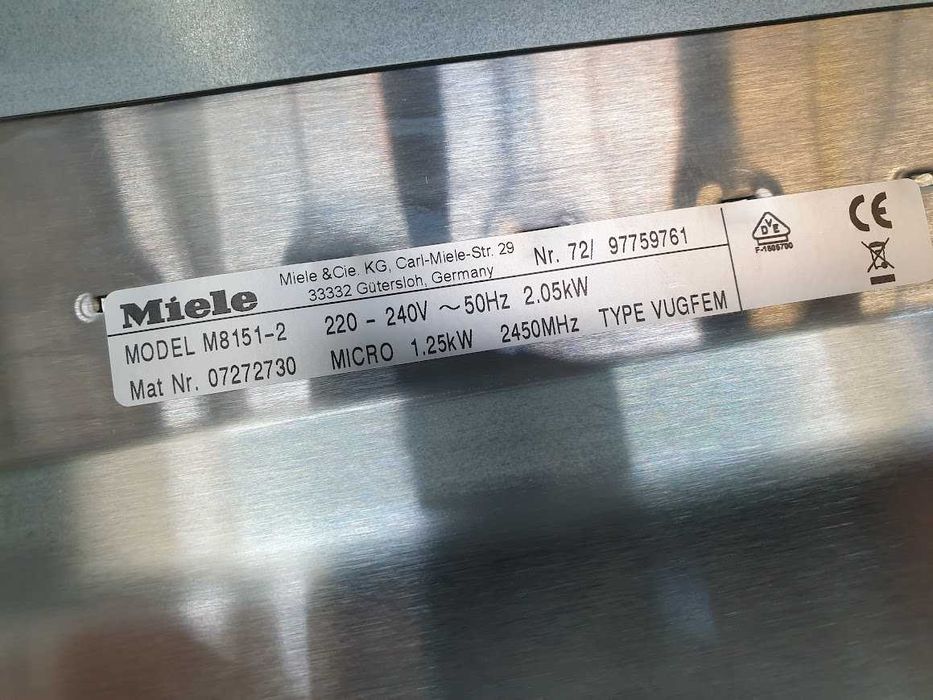 Miele
Miele &Cie. KG, Carl-Miele-Str. 29
33332 Gütersloh, Germany
Nr. 72/ 97759761
MODEL M8151-2 220 - 240V ~50Hz 2.05kW
Mat Nr. 07272730 MICRO 1.25kW 2450MHz TYPE VUGFEM
VDE
CE